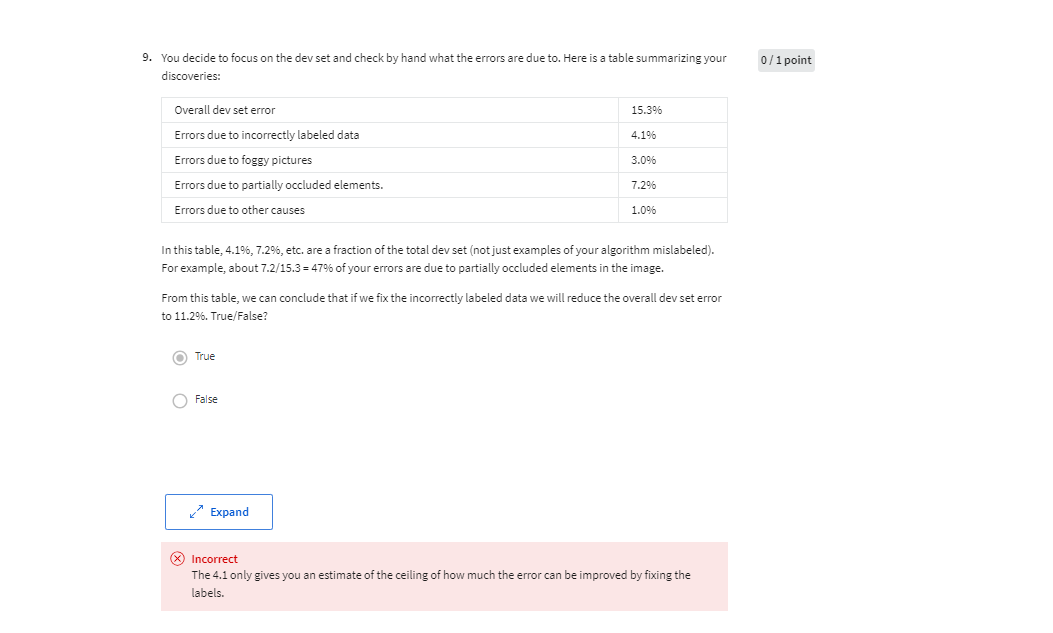 9. You decide to focus on the dev set and check by hand what the errors are due to. Here is a table summarizing your
discoveries:
0 / 1 point
Overall dev set error 15.3%
Errors due to incorrectly labeled data 4.1%
Errors due to foggy pictures 3.0%
Errors due to partially occluded elements. 7.2%
Errors due to other causes 1.0%
In this table, 4.1%, 7.2%, etc. are a fraction of the total dev set (not just examples of your algorithm mislabeled).
For example, about 7.2/15.3 = 47% of your errors are due to partially occluded elements in the image.
From this table, we can conclude that if we fix the incorrectly labeled data we will reduce the overall dev set error
to 11.2%. True/False?
True
False
Expand
Incorrect
The 4.1 only gives you an estimate of the ceiling of how much the error can be improved by fixing the
labels.